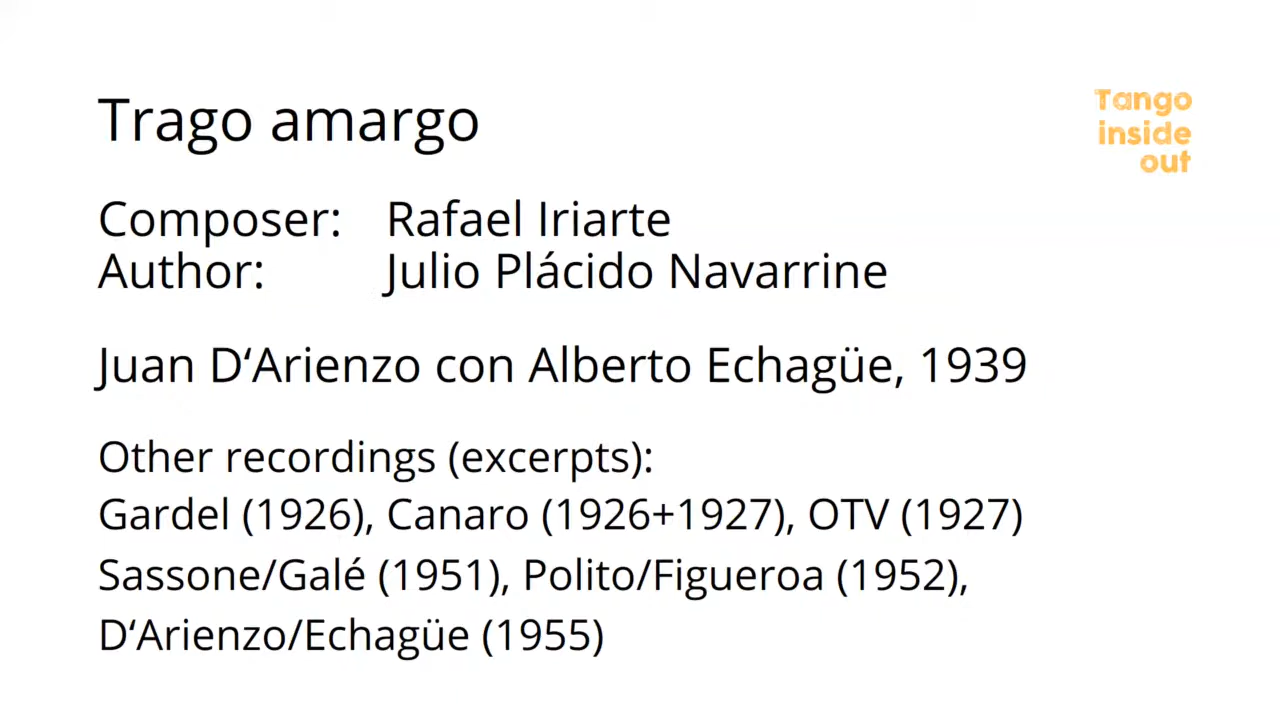 Trago amargo
Tango
inside
out
Composer: Rafael Iriarte
Author: Julio Plácido Navarrine
Juan D‘Arienzo con Alberto Echagüe, 1939
Other recordings (excerpts):
Gardel (1926), Canaro (1926+1927), OTV (1927)
Sassone/Galé (1951), Polito/Figueroa (1952),
D‘Arienzo/Echagüe (1955)